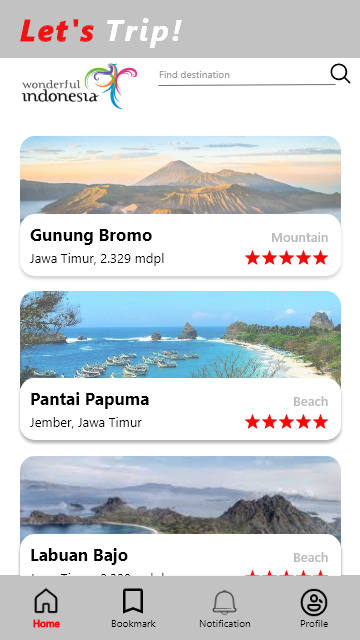 Let's Trip!
wonderful
indonesia
Find destination
Gunung Bromo
Mountain
Jawa Timur, 2.329 mdpl
Pantai Papuma
Beach
Jember, Jawa Timur
Labuan Bajo
Beach
Home
Bookmark
Notification
Profile